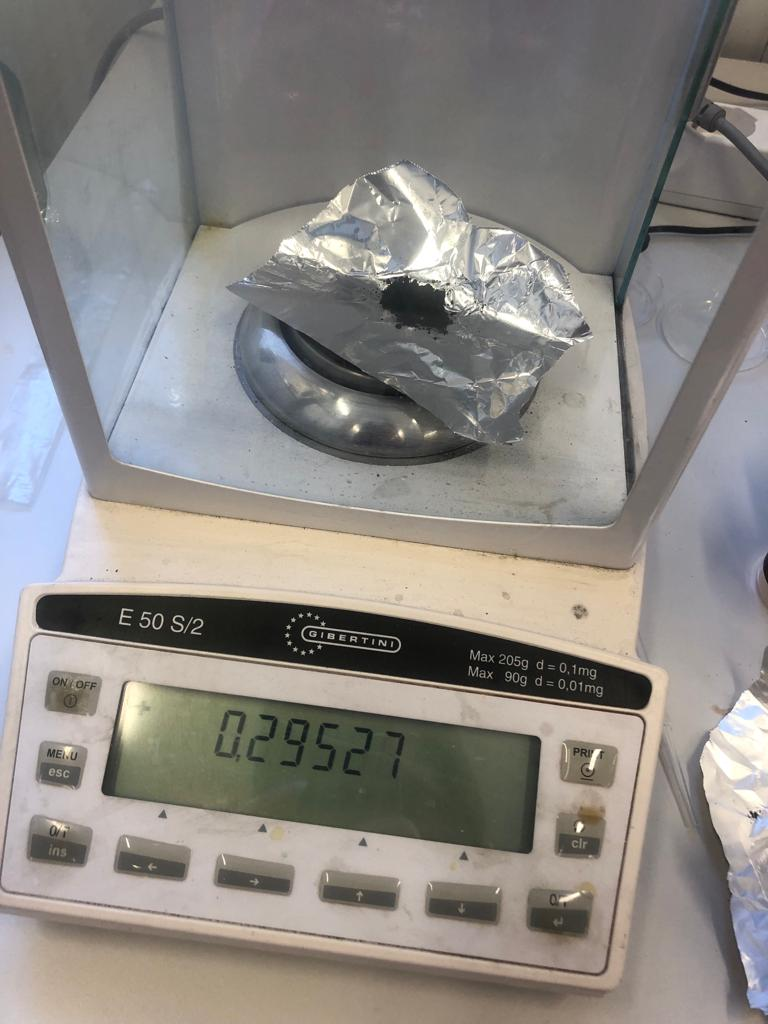 E 50 S/2
GIBERTINI
Max 205g d = 0,1mg
Max 90g d = 0,01mg
ON / OFF
0.29527
MENU
esc
PRINT
O/T
ins
clr
←
→
↑
↓
O/T
↵